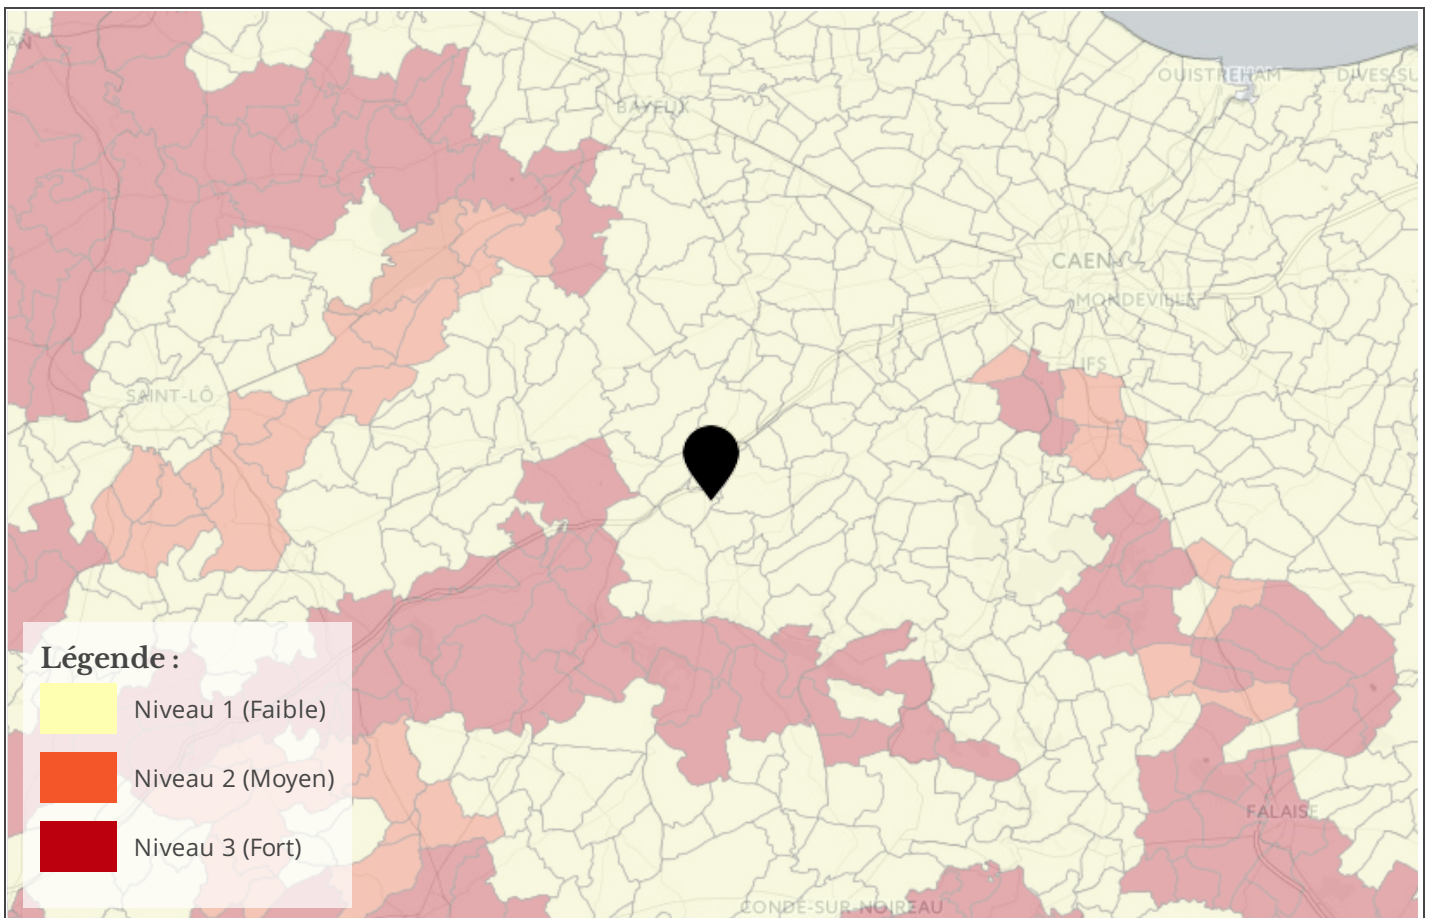 AN
OUISTREHAM
DIVES-SU
BAYEUX
CAEN
MONDEVILLE
IFS
SAINT-LÔ
Légende :
Niveau 1 (Faible)
Niveau 2 (Moyen)
Niveau 3 (Fort)
FALAISE
CONDÉ-SUR-NOIREAU